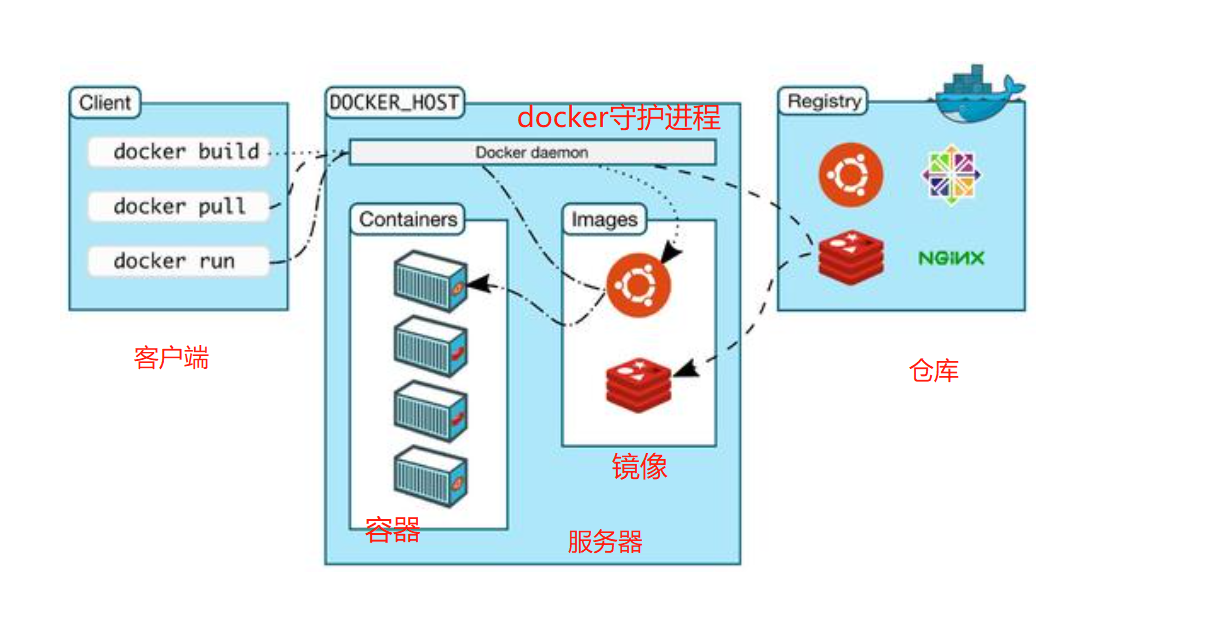 Client
docker build
docker pull
docker run
客户端
DOCKER_HOST
docker守护进程
Docker daemon
Containers
容器
Images
镜像
服务器
Registry
NGiNX
仓库